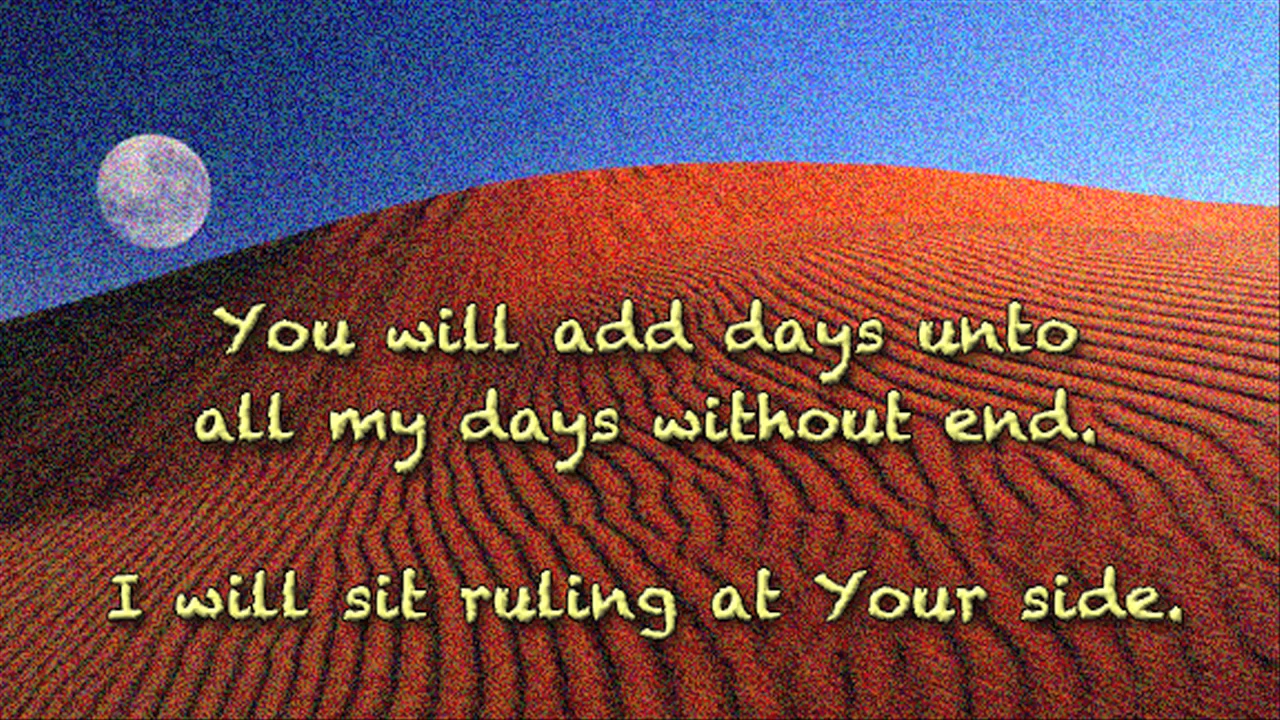 You will add days unto
all my days without end.
I will sit ruling at Your side.